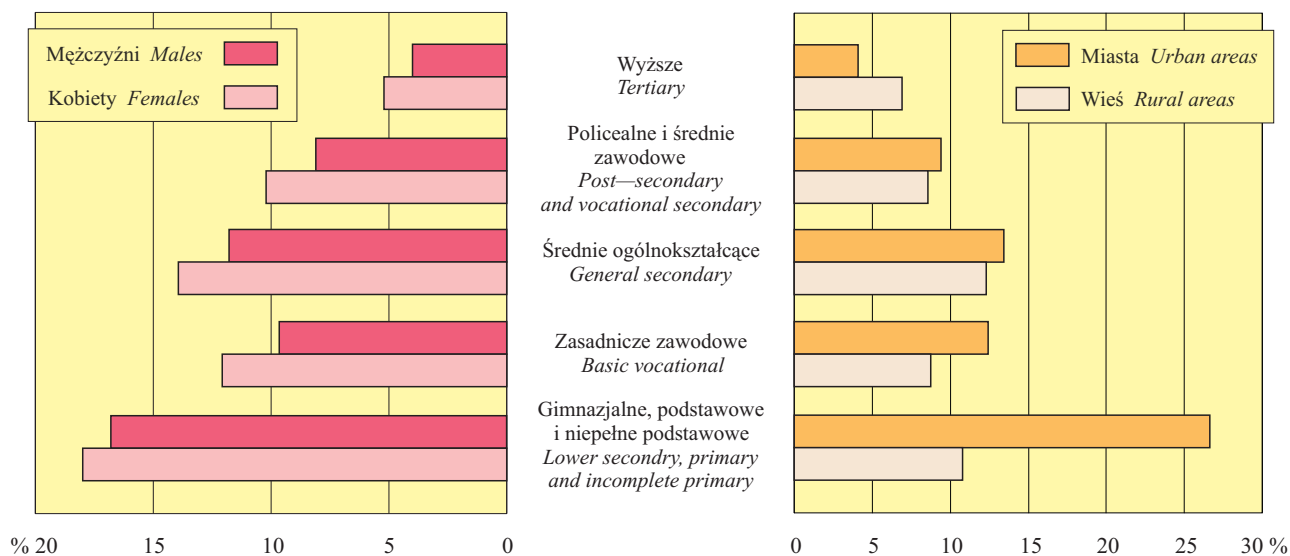 Mężczyźni Males
Kobiety Females
Miasta Urban areas
Wieś Rural areas
Wyższe
Tertiary
Policealne i średnie
zawodowe
Post—secondary
and vocational secondary
Średnie ogólnokształcące
General secondary
Zasadnicze zawodowe
Basic vocational
Gimnazjalne, podstawowe
i niepełne podstawowe
Lower secondry, primary
and incomplete primary
% 20 15 10 5 0
0 5 10 15 20 25 30 %